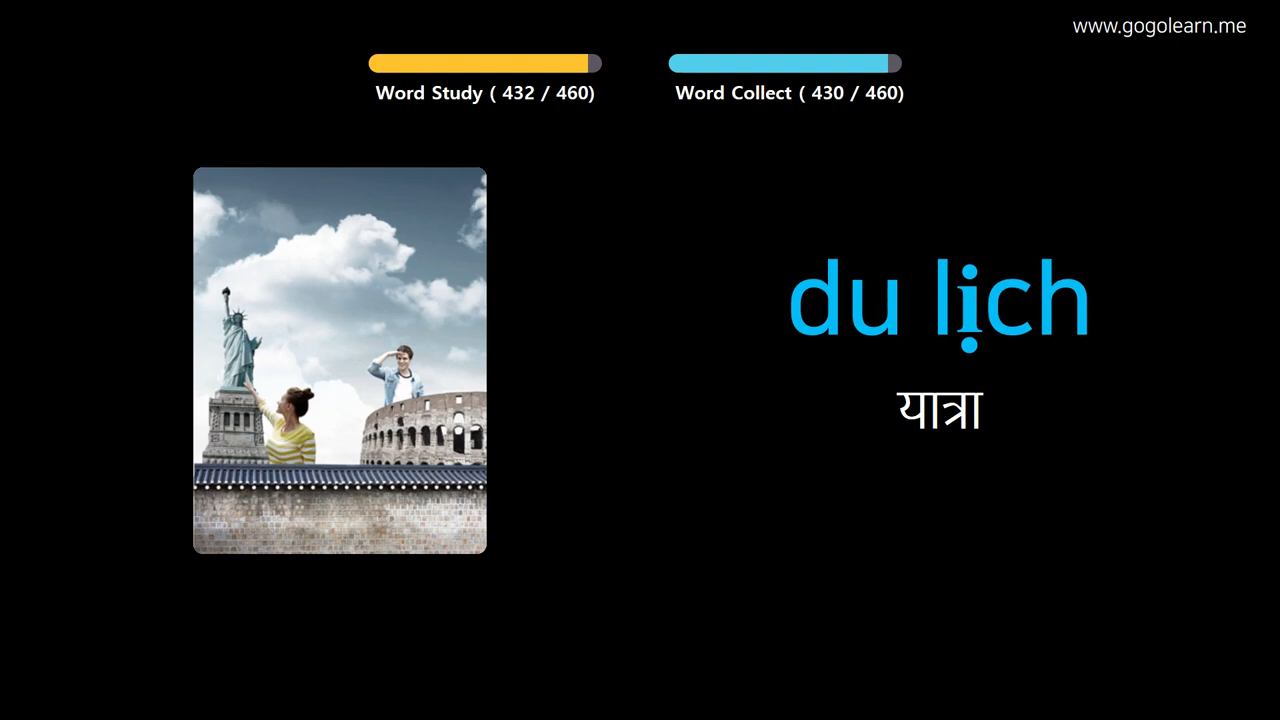 www.gogolearn.me
Word Study ( 432 / 460)
Word Collect ( 430 / 460)
du lịch
यात्रा